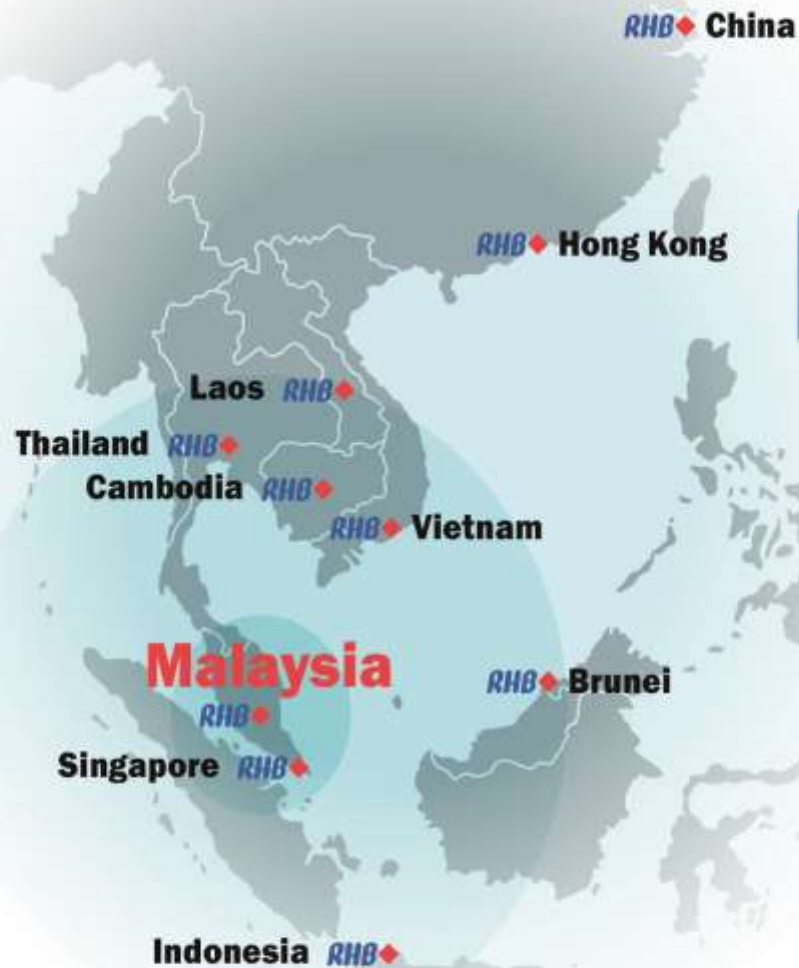 RHB China
RHB Hong Kong
Laos RHB
Thailand RHB
Cambodia RHB
RHB Vietnam
Malaysia
RHB
RHB Brunei
Singapore RHB
Indonesia RHB